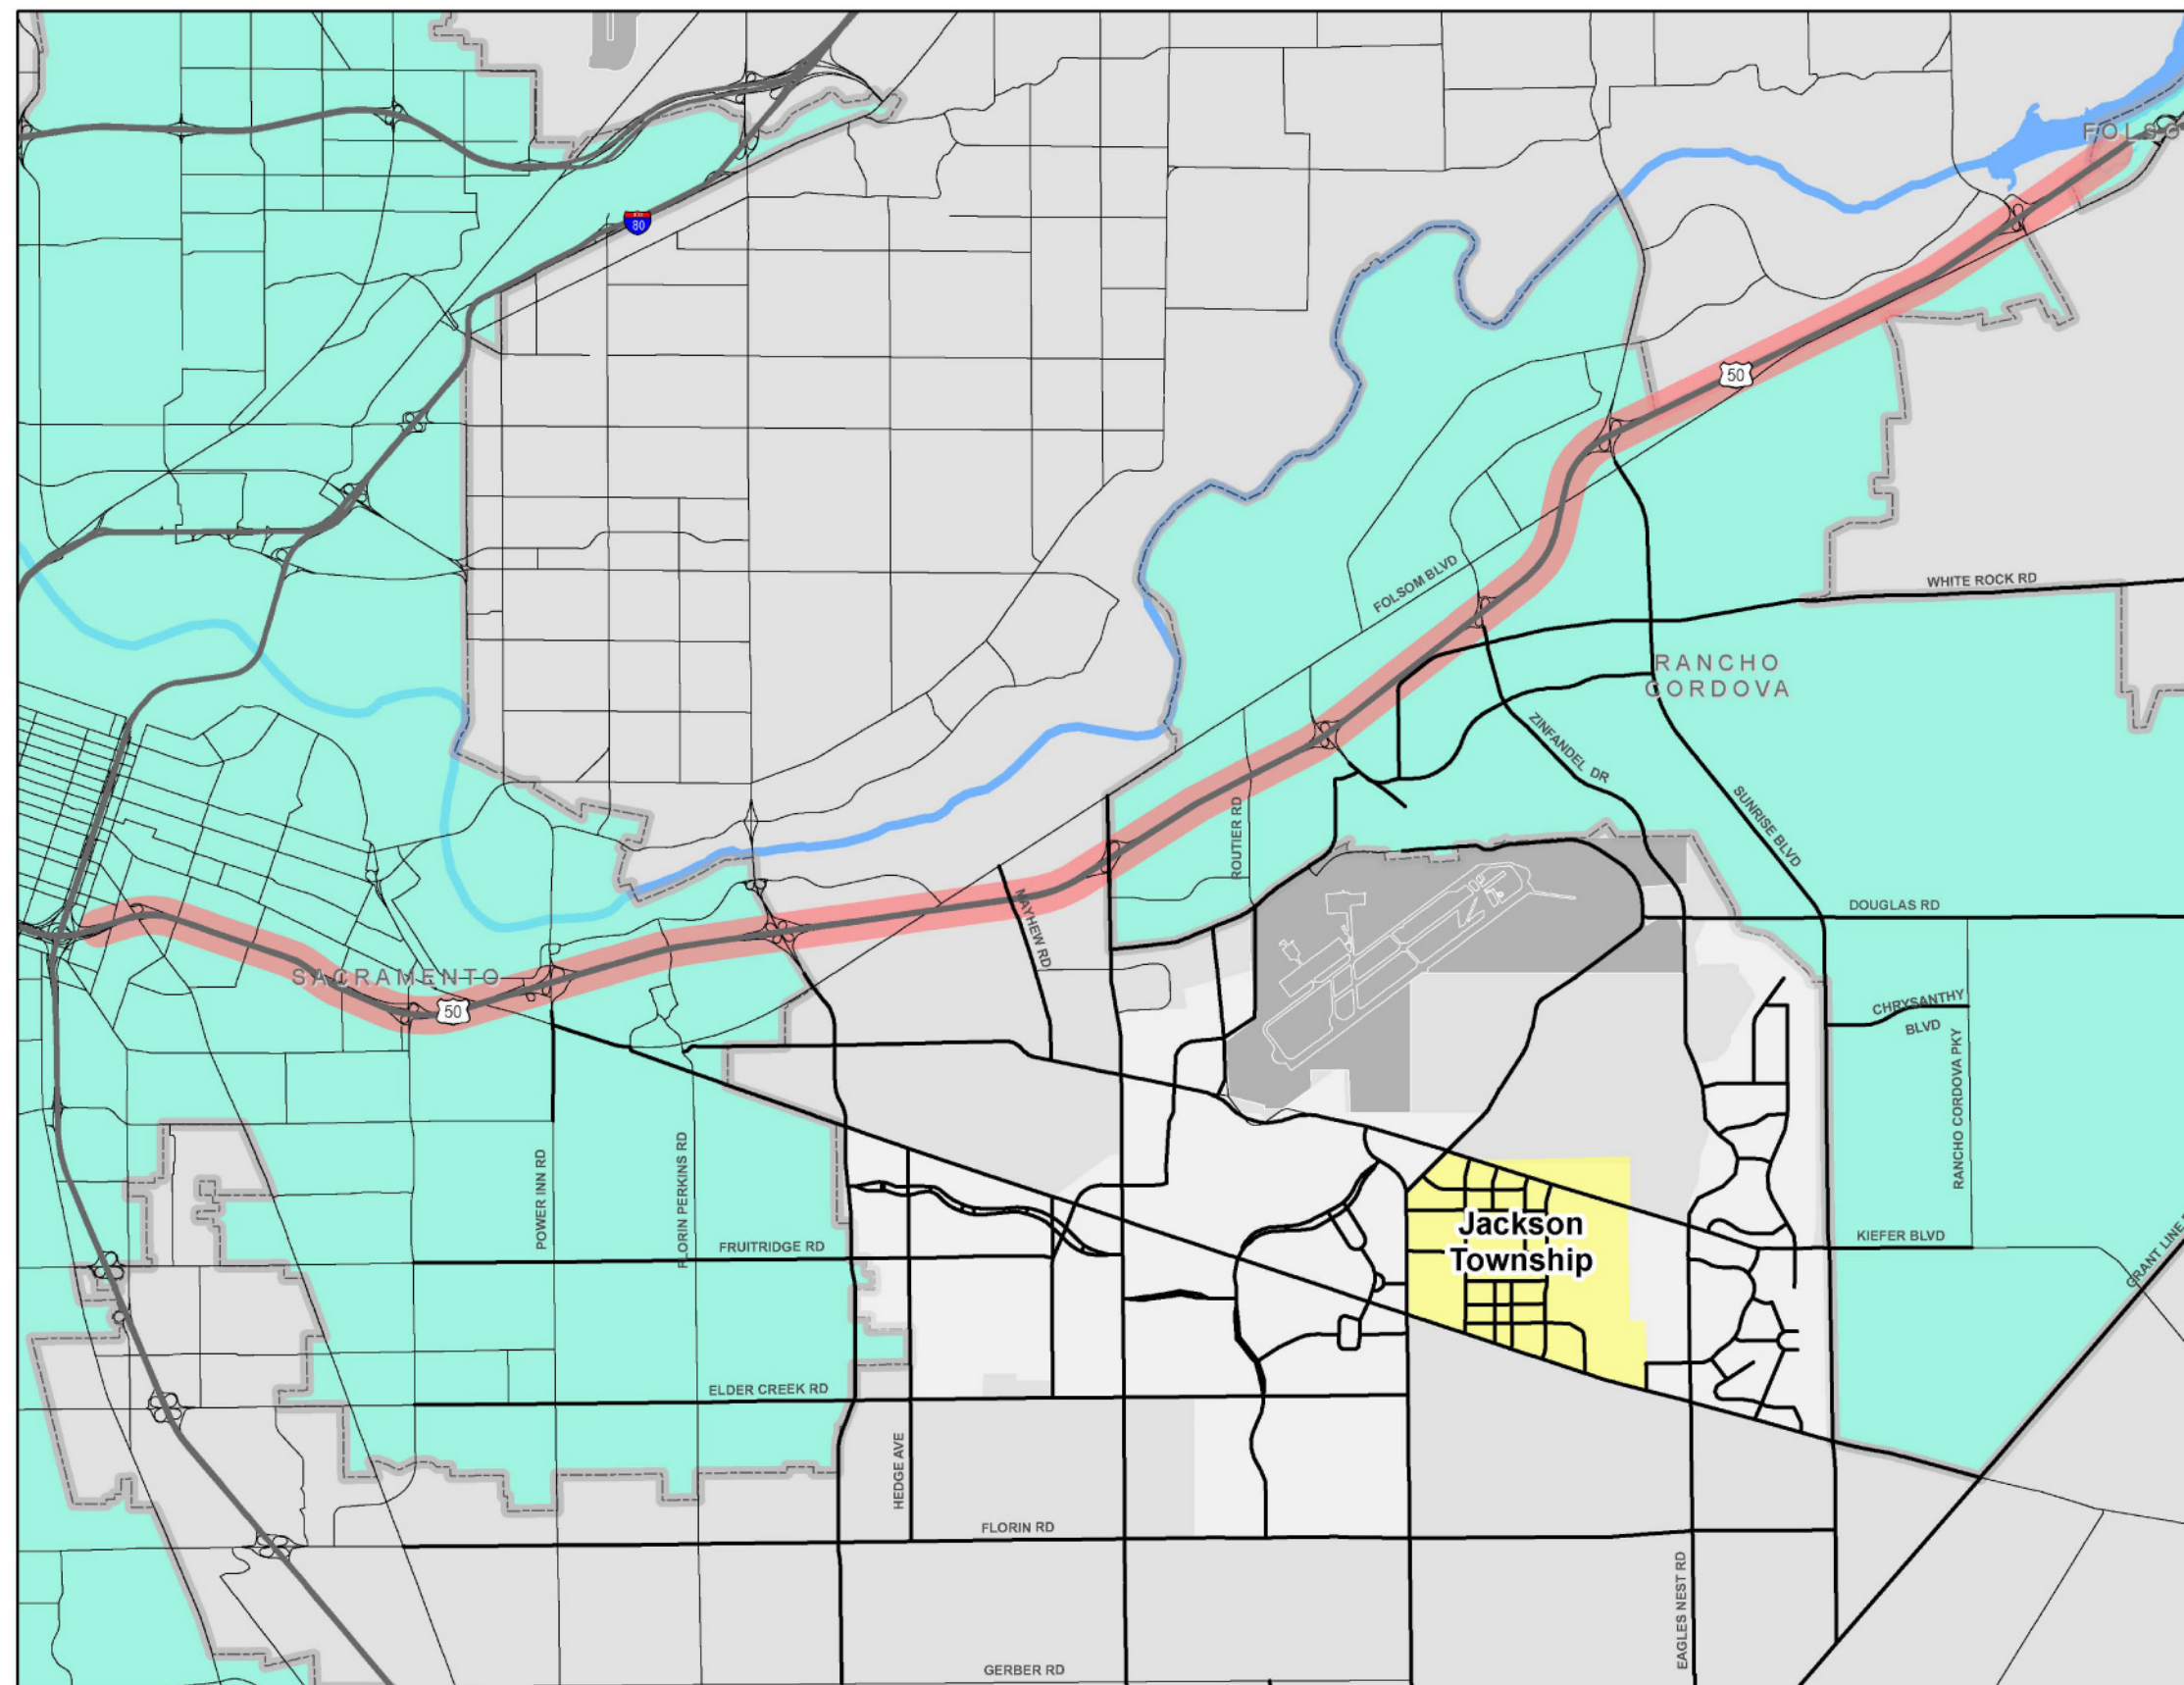 80
FOLSO
50
FOLSOM BLVD
WHITE ROCK RD
RANCHO
CORDOVA
ZINFANDEL DR
SUNRISE BLVD
ROUTIER RD
MAYHEW RD
DOUGLAS RD
SACRAMENTO
50
CHRYSANTHY
BLVD
RANCHO CORDOVA PKY
POWER INN RD
FLORIN PERKINS RD
FRUITRIDGE RD
Jackson
Township
KIEFER BLVD
GRANT LINE
ELDER CREEK RD
HEDGE AVE
FLORIN RD
EAGLES NEST RD
GERBER RD